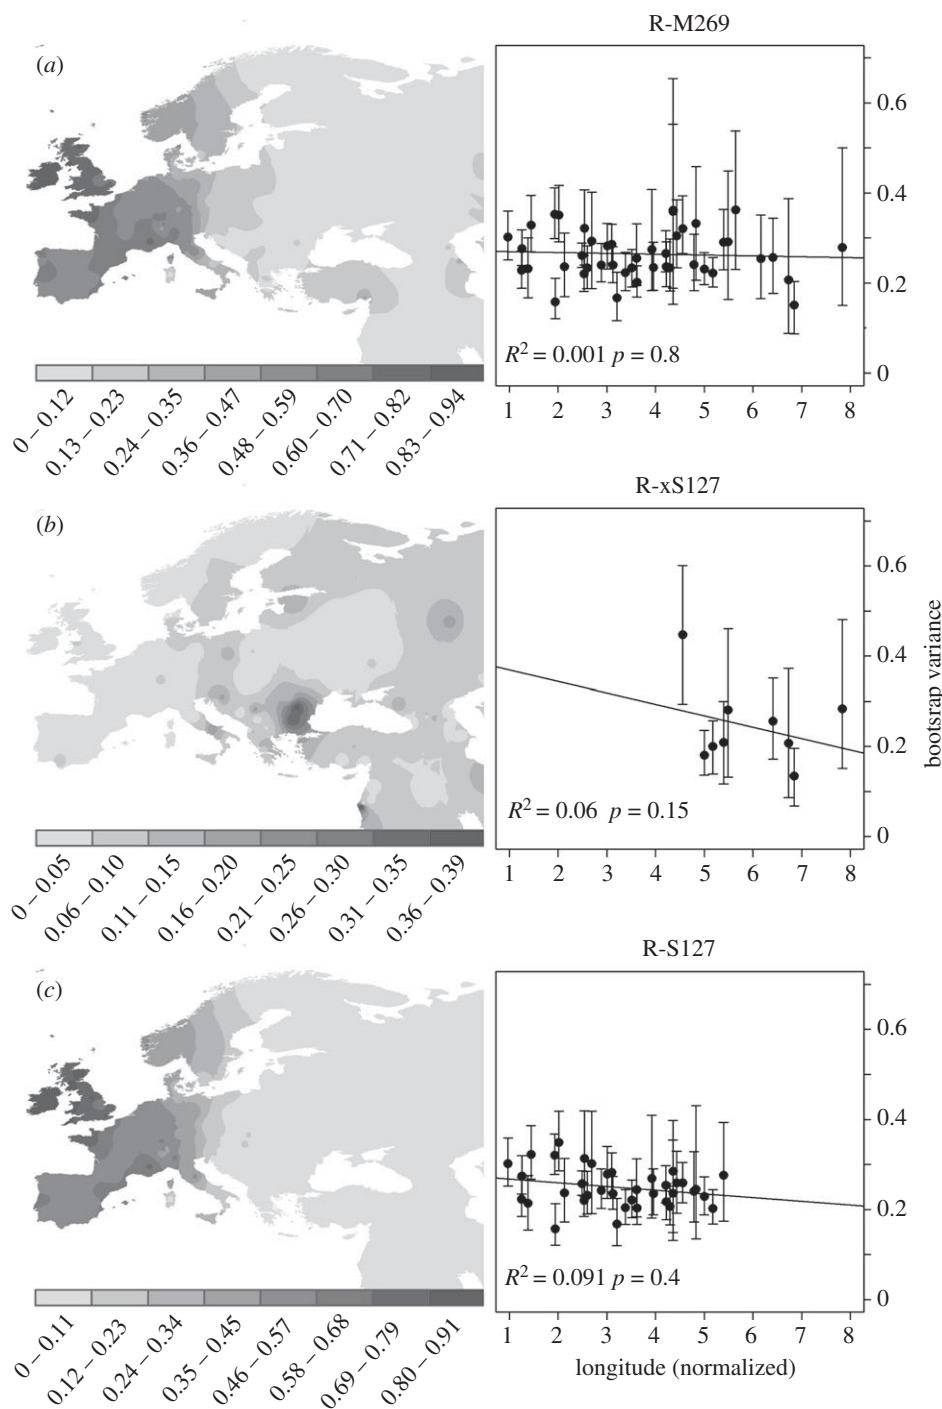 R-M269
(a)
0.6
0.4
0.2
0
R² = 0.001 p = 0.8
1 2 3 4 5 6 7 8
0 – 0.12
0.13 – 0.23
0.24 – 0.35
0.36 – 0.47
0.48 – 0.59
0.60 – 0.70
0.71 – 0.82
0.83 – 0.94
R-xS127
(b)
0.6
0.4
0.2
0
bootsrap variance
R² = 0.06 p = 0.15
1 2 3 4 5 6 7 8
0 – 0.05
0.06 – 0.10
0.11 – 0.15
0.16 – 0.20
0.21 – 0.25
0.26 – 0.30
0.31 – 0.35
0.36 – 0.39
R-S127
(c)
0.6
0.4
0.2
0
R² = 0.091 p = 0.4
1 2 3 4 5 6 7 8
longitude (normalized)
0 – 0.11
0.12 – 0.23
0.24 – 0.34
0.35 – 0.45
0.46 – 0.57
0.58 – 0.68
0.69 – 0.79
0.80 – 0.91